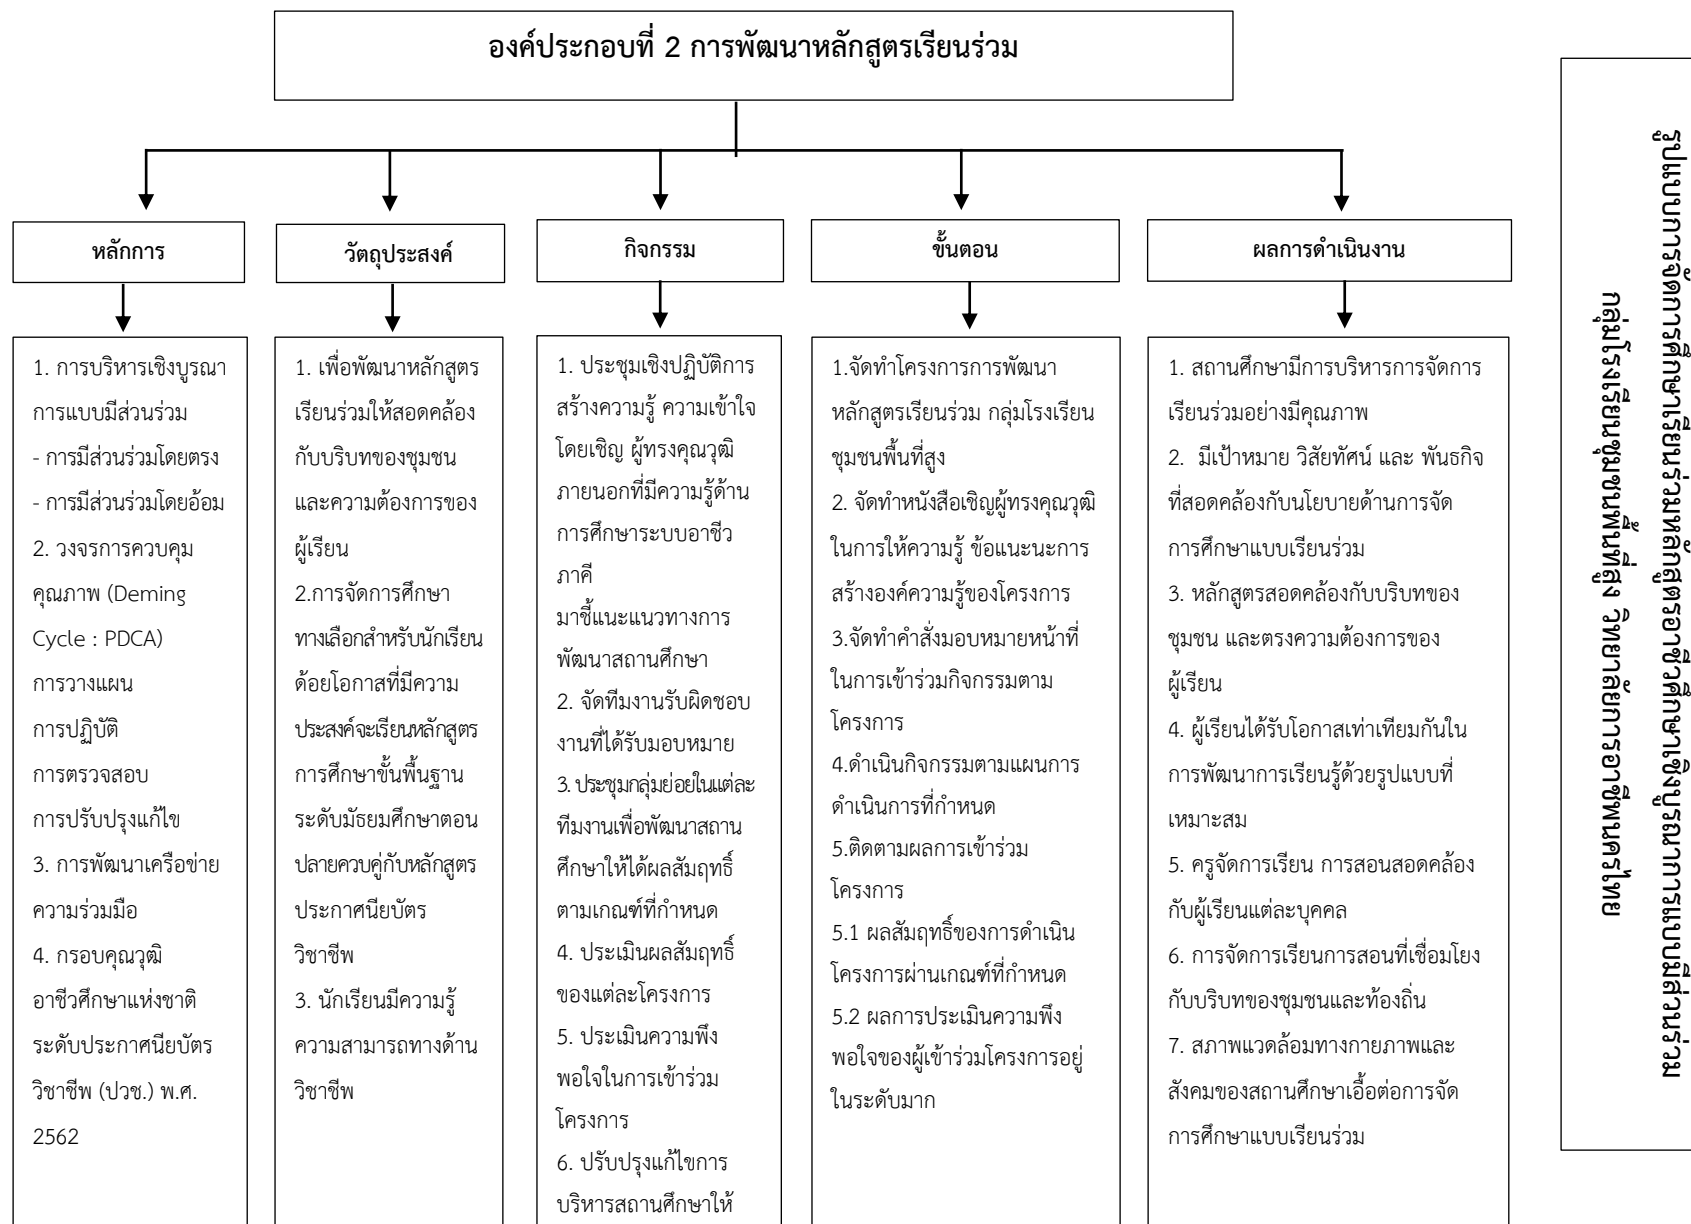 องค์ประกอบที่ 2 การพัฒนาหลักสูตรเรียนร่วม
หลักการ
1. การบริหารเชิงบูรณา
การแบบมีส่วนร่วม
- การมีส่วนร่วมโดยตรง
- การมีส่วนร่วมโดยอ้อม
2. วงจรการควบคุม
คุณภาพ (Deming
Cycle : PDCA)
การวางแผน
การปฏิบัติ
การตรวจสอบ
การปรับปรุงแก้ไข
3. การพัฒนาเครือข่าย
ความร่วมมือ
4. กรอบคุณวุฒิ
อาชีวศึกษาแห่งชาติ
ระดับประกาศนียบัตร
วิชาชีพ (ปวช.) พ.ศ.
2562
วัตถุประสงค์
1. เพื่อพัฒนาหลักสูตร
เรียนร่วมให้สอดคล้อง
กับบริบทของชุมชน
และความต้องการของ
ผู้เรียน
2.การจัดการศึกษา
ทางเลือกสำหรับนักเรียน
ด้อยโอกาสที่มีความ
ประสงค์จะเรียนหลักสูตร
การศึกษาขั้นพื้นฐาน
ระดับมัธยมศึกษาตอน
ปลายควบคู่กับหลักสูตร
ประกาศนียบัตร
วิชาชีพ
3. นักเรียนมีความรู้
ความสามารถทางด้าน
วิชาชีพ
กิจกรรม
1. ประชุมเชิงปฏิบัติการ
สร้างความรู้ ความเข้าใจ
โดยเชิญ ผู้ทรงคุณวุฒิ
ภายนอกที่มีความรู้ด้าน
การศึกษาระบบอาชีว
ภาคี
มาชี้แนะแนวทางการ
พัฒนาสถานศึกษา
2. จัดทีมงานรับผิดชอบ
งานที่ได้รับมอบหมาย
3. ประชุมกลุ่มย่อยในแต่ละ
ทีมงานเพื่อพัฒนาสถาน
ศึกษาให้ได้ผลสัมฤทธิ์
ตามเกณฑ์ที่กำหนด
4. ประเมินผลสัมฤทธิ์
ของแต่ละโครงการ
5. ประเมินความพึง
พอใจในการเข้าร่วม
โครงการ
6. ปรับปรุงแก้ไขการ
บริหารสถานศึกษาให้
ขั้นตอน
1.จัดทำโครงการการพัฒนา
หลักสูตรเรียนร่วม กลุ่มโรงเรียน
ชุมชนพื้นที่สูง
2. จัดทำหนังสือเชิญผู้ทรงคุณวุฒิ
ในการให้ความรู้ ข้อแนะนะการ
สร้างองค์ความรู้ของโครงการ
3.จัดทำคำสั่งมอบหมายหน้าที่
ในการเข้าร่วมกิจกรรมตาม
โครงการ
4.ดำเนินกิจกรรมตามแผนการ
ดำเนินการที่กำหนด
5.ติดตามผลการเข้าร่วม
โครงการ
5.1 ผลสัมฤทธิ์ของการดำเนิน
โครงการผ่านเกณฑ์ที่กำหนด
5.2 ผลการประเมินความพึง
พอใจของผู้เข้าร่วมโครงการอยู่
ในระดับมาก
ผลการดำเนินงาน
1. สถานศึกษามีการบริหารการจัดการ
เรียนร่วมอย่างมีคุณภาพ
2. มีเป้าหมาย วิสัยทัศน์ และ พันธกิจ
ที่สอดคล้องกับนโยบายด้านการจัด
การศึกษาแบบเรียนร่วม
3. หลักสูตรสอดคล้องกับบริบทของ
ชุมชน และตรงความต้องการของ
ผู้เรียน
4. ผู้เรียนได้รับโอกาสเท่าเทียมกันใน
การพัฒนาการเรียนรู้ด้วยรูปแบบที่
เหมาะสม
5. ครูจัดการเรียน การสอนสอดคล้อง
กับผู้เรียนแต่ละบุคคล
6. การจัดการเรียนการสอนที่เชื่อมโยง
กับบริบทของชุมชนและท้องถิ่น
7. สภาพแวดล้อมทางกายภาพและ
สังคมของสถานศึกษาเอื้อต่อการจัด
การศึกษาแบบเรียนร่วม
รูปแบบการจัดการศึกษาเรียนร่วมหลักสูตรอาชีวศึกษาเชิงบูรณาการแบบมีส่วนร่วม
กลุ่มโรงเรียนชุมชนพื้นที่สูง วิทยาลัยการอาชีพนครไทย